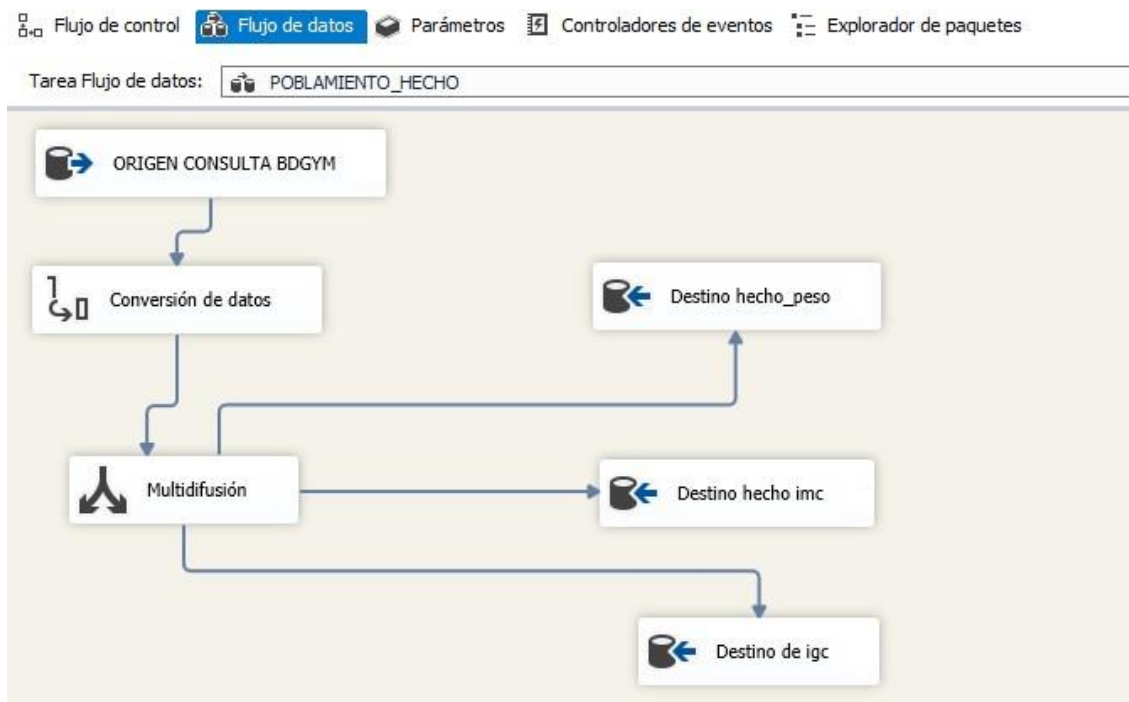 Flujo de control Flujo de datos Parámetros Controladores de eventos Explorador de paquetes
Tarea Flujo de datos: POBLAMIENTO_HECHO
ORIGEN CONSULTA BDGYM
Conversión de datos
Destino hecho_peso
Multidifusión
Destino hecho imc
Destino de igc